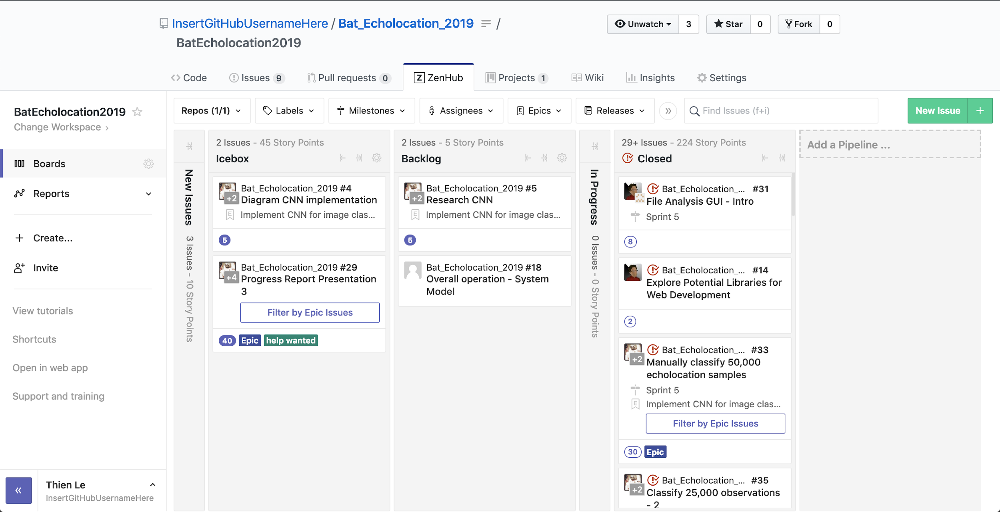 InsertGitHubUsernameHere / Bat_Echolocation_2019 /
BatEcholocation2019
Unwatch 3
Star 0
Fork 0
Code
Issues 9
Pull requests 0
Z ZenHub
Projects 1
Wiki
Insights
Settings
BatEcholocation2019
Change Workspace
Boards
Reports
Create...
Invite
View tutorials
Shortcuts
Open in web app
Support and training
Thien Le
InsertGitHubUsernameHere
Repos (1/1)
Labels
Milestones
Assignees
Epics
Releases
Find Issues (f+i)
New Issue +
New Issues 3 Issues - 10 Story Points
2 Issues - 45 Story Points
Icebox
Bat_Echolocation_2019 #4
+2
Diagram CNN implementation
E Implement CNN for image clas...
5
Bat_Echolocation_2019 #29
+4
Progress Report Presentation
3
Filter by Epic Issues
40 Epic help wanted
2 Issues - 5 Story Points
Backlog
Bat_Echolocation_2019 #5
+2
Research CNN
E Implement CNN for image clas...
5
Bat_Echolocation_2019 #18
Overall operation - System
Model
In Progress 0 Issues - 0 Story Points
29+ Issues - 224 Story Points
Closed
Bat_Echolocation_... #31
File Analysis GUI - Intro
Sprint 5
8
Bat_Echolocation_... #14
Explore Potential Libraries for
Web Development
2
Bat_Echolocation_... #33
+2
Manually classify 50,000
echolocation samples
Sprint 5
E Implement CNN for image clas...
Filter by Epic Issues
30 Epic
Bat_Echolocation_... #35
+2
Classify 25,000 observations
- 2
Add a Pipeline ...